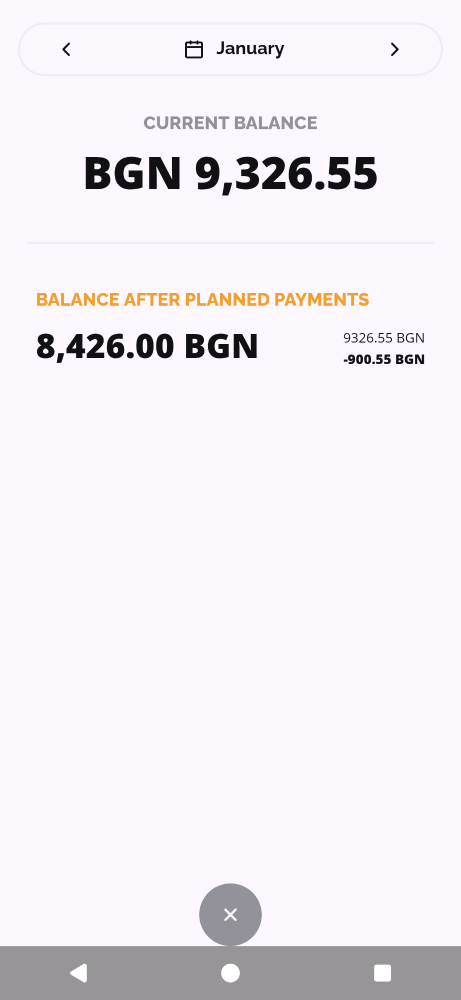 January
CURRENT BALANCE
BGN 9,326.55
BALANCE AFTER PLANNED PAYMENTS
8,426.00 BGN
9326.55 BGN
-900.55 BGN